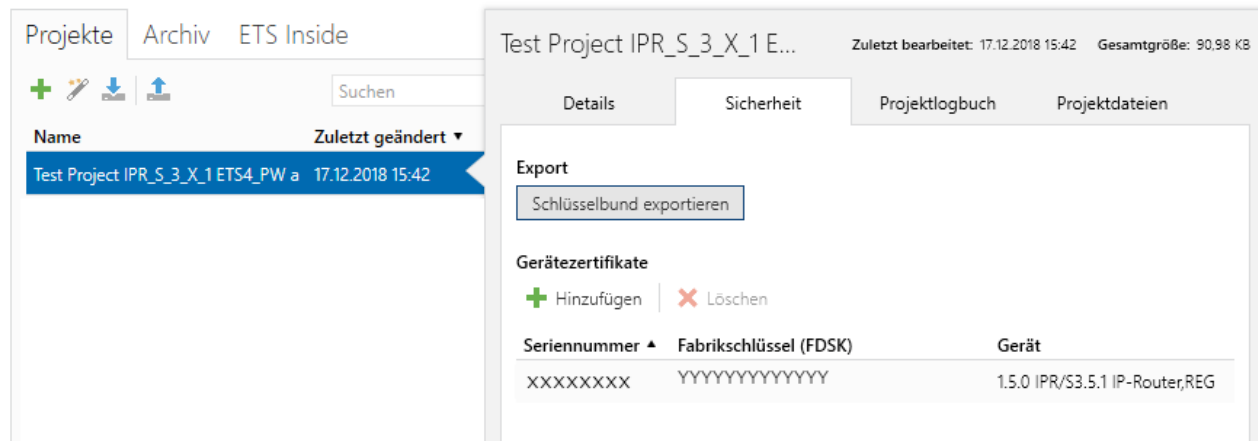 Projekte Archiv ETS Inside
Suchen
Name Zuletzt geändert ▼
Test Project IPR_S_3_X_1 ETS4_PW a 17.12.2018 15:42
Test Project IPR_S_3_X_1 E... Zuletzt bearbeitet: 17.12.2018 15:42 Gesamtgröße: 90,98 KB
Details Sicherheit Projektlogbuch Projektdateien
Export
Schlüsselbund exportieren
Gerätezertifikate
Hinzufügen Löschen
Seriennummer ▲ Fabrikschlüssel (FDSK) Gerät
XXXXXXXX YYYYYYYYYYYYY 1.5.0 IPR/S3.5.1 IP-Router,REG